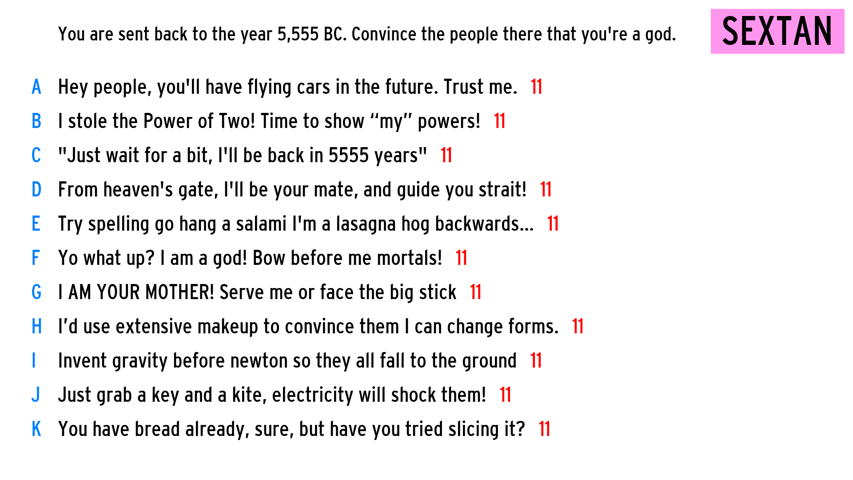 You are sent back to the year 5,555 BC. Convince the people there that you're a god.
SEXTAN
A Hey people, you'll have flying cars in the future. Trust me. 11
B I stole the Power of Two! Time to show “my” powers! 11
C "Just wait for a bit, I'll be back in 5555 years" 11
D From heaven's gate, I'll be your mate, and guide you strait! 11
E Try spelling go hang a salami I'm a lasagna hog backwards... 11
F Yo what up? I am a god! Bow before me mortals! 11
G I AM YOUR MOTHER! Serve me or face the big stick 11
H I’d use extensive makeup to convince them I can change forms. 11
I Invent gravity before newton so they all fall to the ground 11
J Just grab a key and a kite, electricity will shock them! 11
K You have bread already, sure, but have you tried slicing it? 11